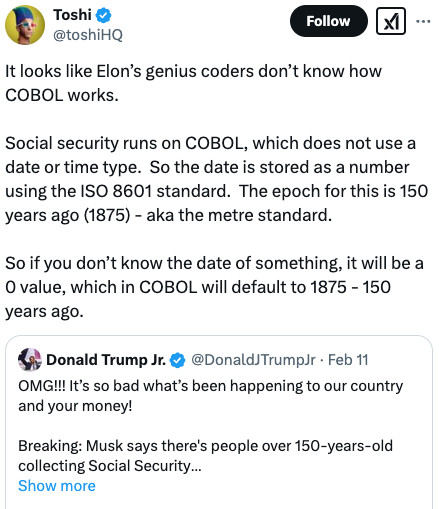 Toshi
@toshiHQ
Follow
It looks like Elon’s genius coders don’t know how
COBOL works.
Social security runs on COBOL, which does not use a
date or time type.  So the date is stored as a number
using the ISO 8601 standard.  The epoch for this is 150
years ago (1875) - aka the metre standard.
So if you don’t know the date of something, it will be a
0 value, which in COBOL will default to 1875 - 150
years ago.
Donald Trump Jr. @DonaldJTrumpJr · Feb 11
OMG!!! It’s so bad what’s been happening to our country
and your money!
Breaking: Musk says there's people over 150-years-old
collecting Social Security...
Show more